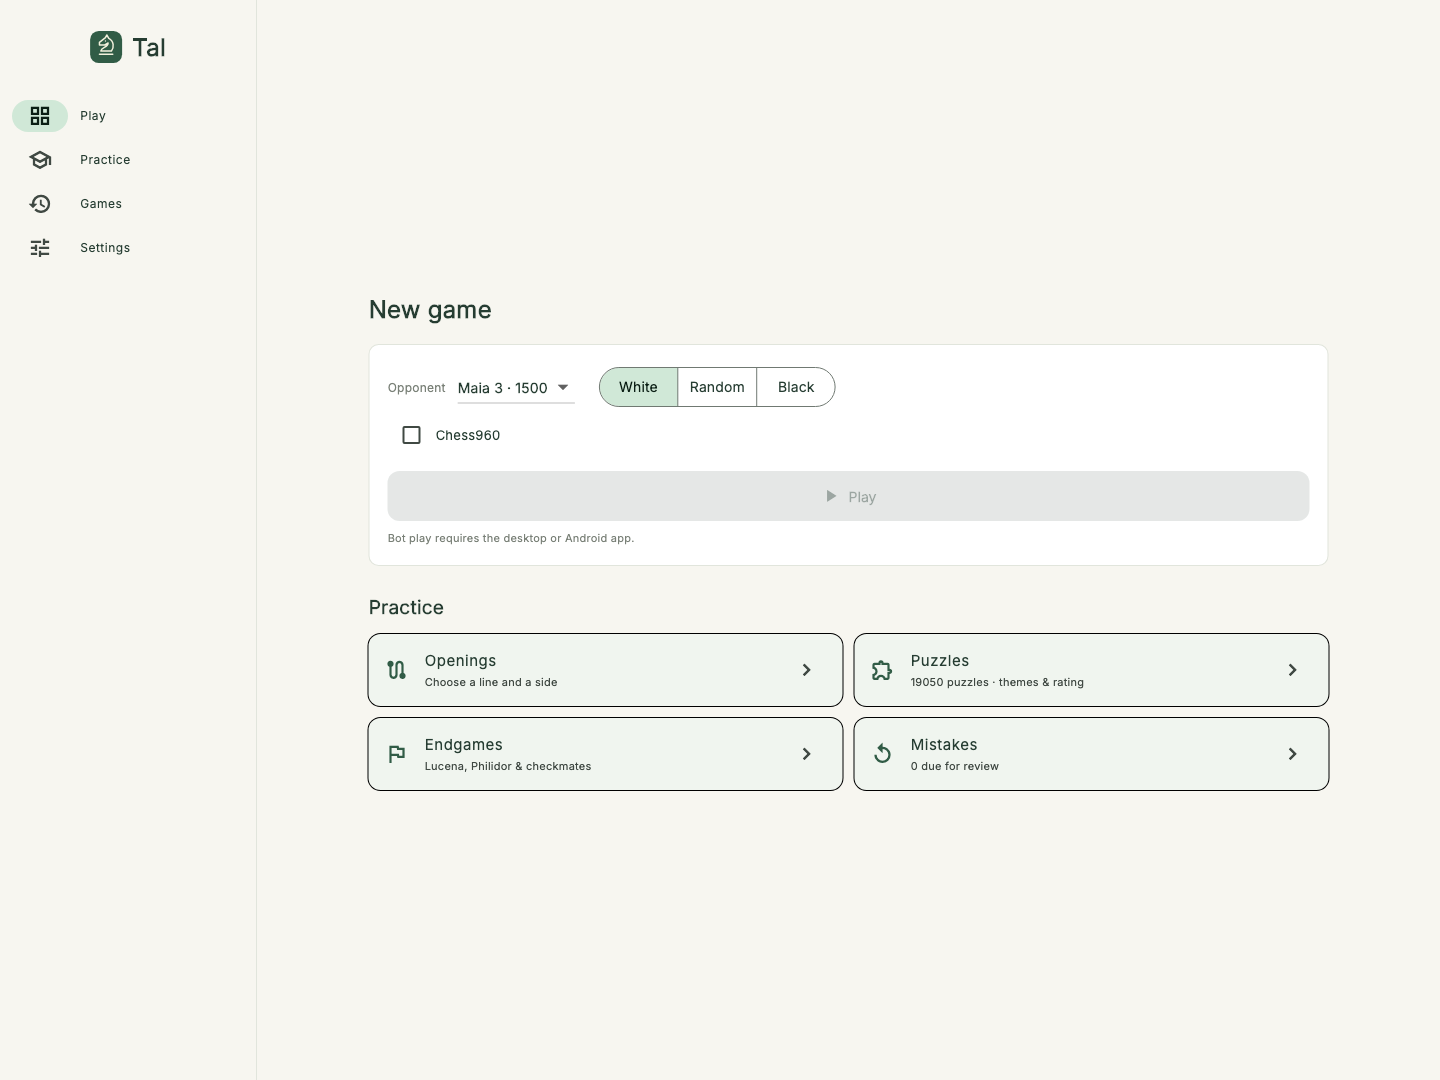 Tal
Play
Practice
Games
Settings
New game
Opponent Maia 3 · 1500
White Random Black
Chess960
Play
Bot play requires the desktop or Android app.
Practice
Openings
Choose a line and a side
Puzzles
19050 puzzles · themes & rating
Endgames
Lucena, Philidor & checkmates
Mistakes
0 due for review